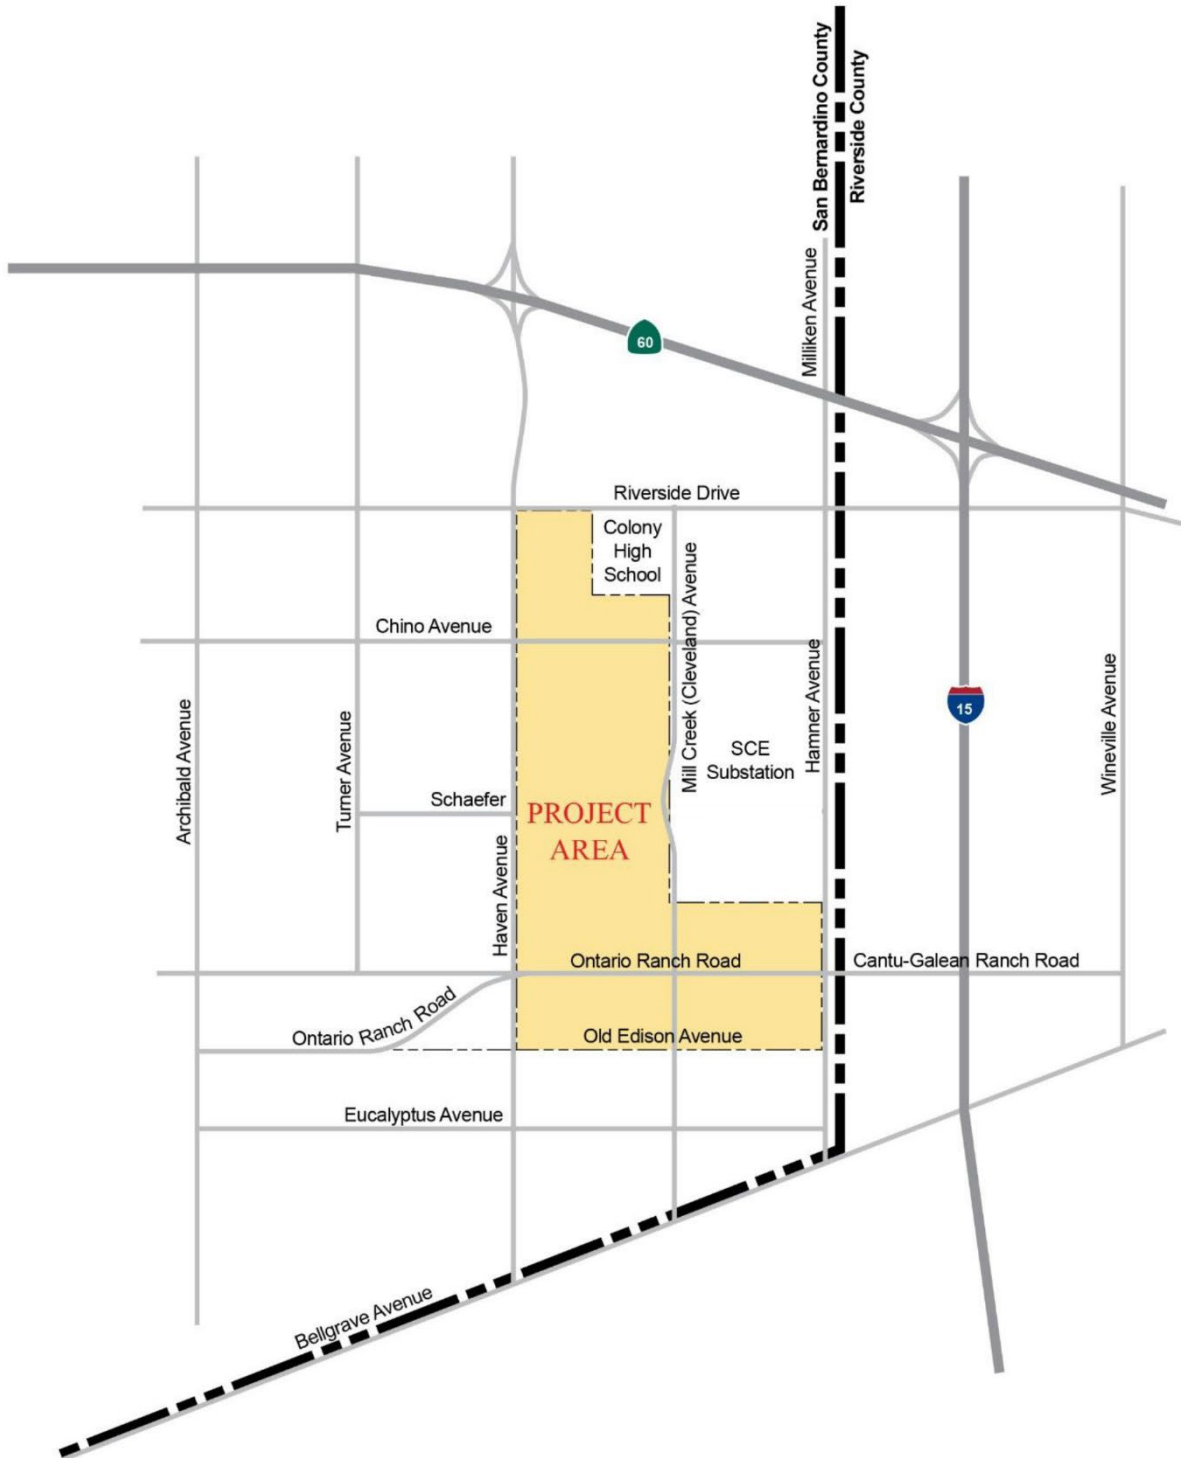 San Bernardino County
Riverside County
Milliken Avenue
60
Riverside Drive
Colony
High
School
Mill Creek (Cleveland) Avenue
Chino Avenue
Hamner Avenue
15
Wineville Avenue
Archibald Avenue
Turner Avenue
SCE
Substation
Schaefer
PROJECT
AREA
Haven Avenue
Ontario Ranch Road
Cantu-Galean Ranch Road
Ontario Ranch Road
Old Edison Avenue
Eucalyptus Avenue
Bellgrave Avenue